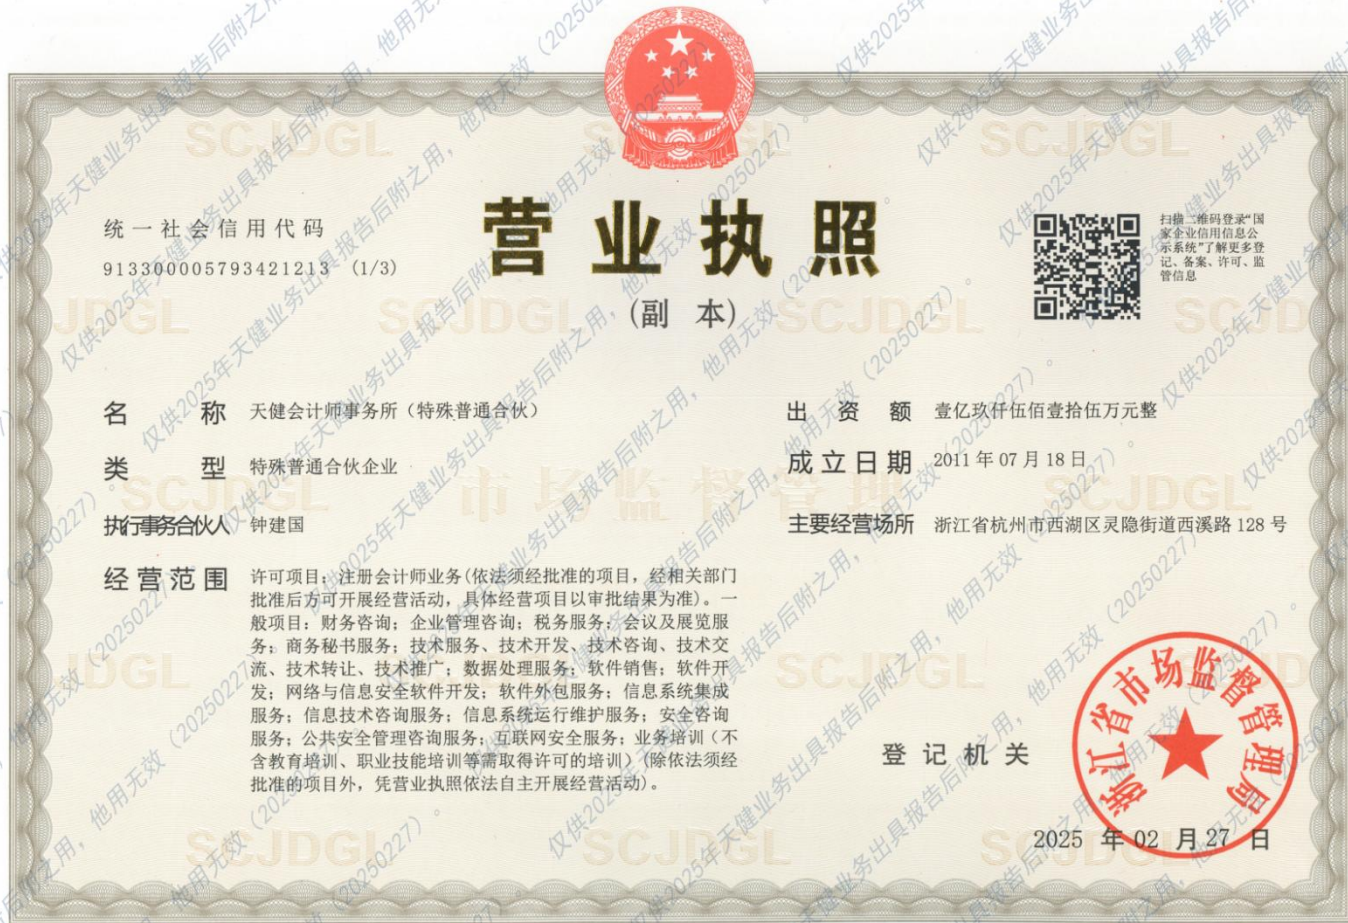 营业执照
(副 本)
统一社会信用代码
913300005793421213 (1/3)
扫描二维码登录“国
家企业信用信息公
示系统”了解更多登
记、备案、许可、监
管信息
名 称 天健会计师事务所（特殊普通合伙）
类 型 特殊普通合伙企业
执行事务合伙人 钟建国
经营范围 许可项目：注册会计师业务(依法须经批准的项目，经相关部门
批准后方可开展经营活动，具体经营项目以审批结果为准)。一
般项目：财务咨询；企业管理咨询；税务服务；会议及展览服
务；商务秘书服务；技术服务、技术开发、技术咨询、技术交
流、技术转让、技术推广；数据处理服务；软件销售；软件开
发；网络与信息安全软件开发；软件外包服务；信息系统集成
服务；信息技术咨询服务；信息系统运行维护服务；安全咨询
服务；公共安全管理咨询服务；互联网安全服务；业务培训（不
含教育培训、职业技能培训等需取得许可的培训）(除依法须经
批准的项目外，凭营业执照依法自主开展经营活动)。
出 资 额 壹亿玖仟伍佰壹拾伍万元整
成立日期 2011 年 07 月 18 日
主要经营场所 浙江省杭州市西湖区灵隐街道西溪路 128 号
登记机关
浙江省市场监督管理局
2025 年 02 月 27 日
仅供2025年天健业务出具报告后附之用，他用无效（20250227）。
SCJDGL
市场监督管理